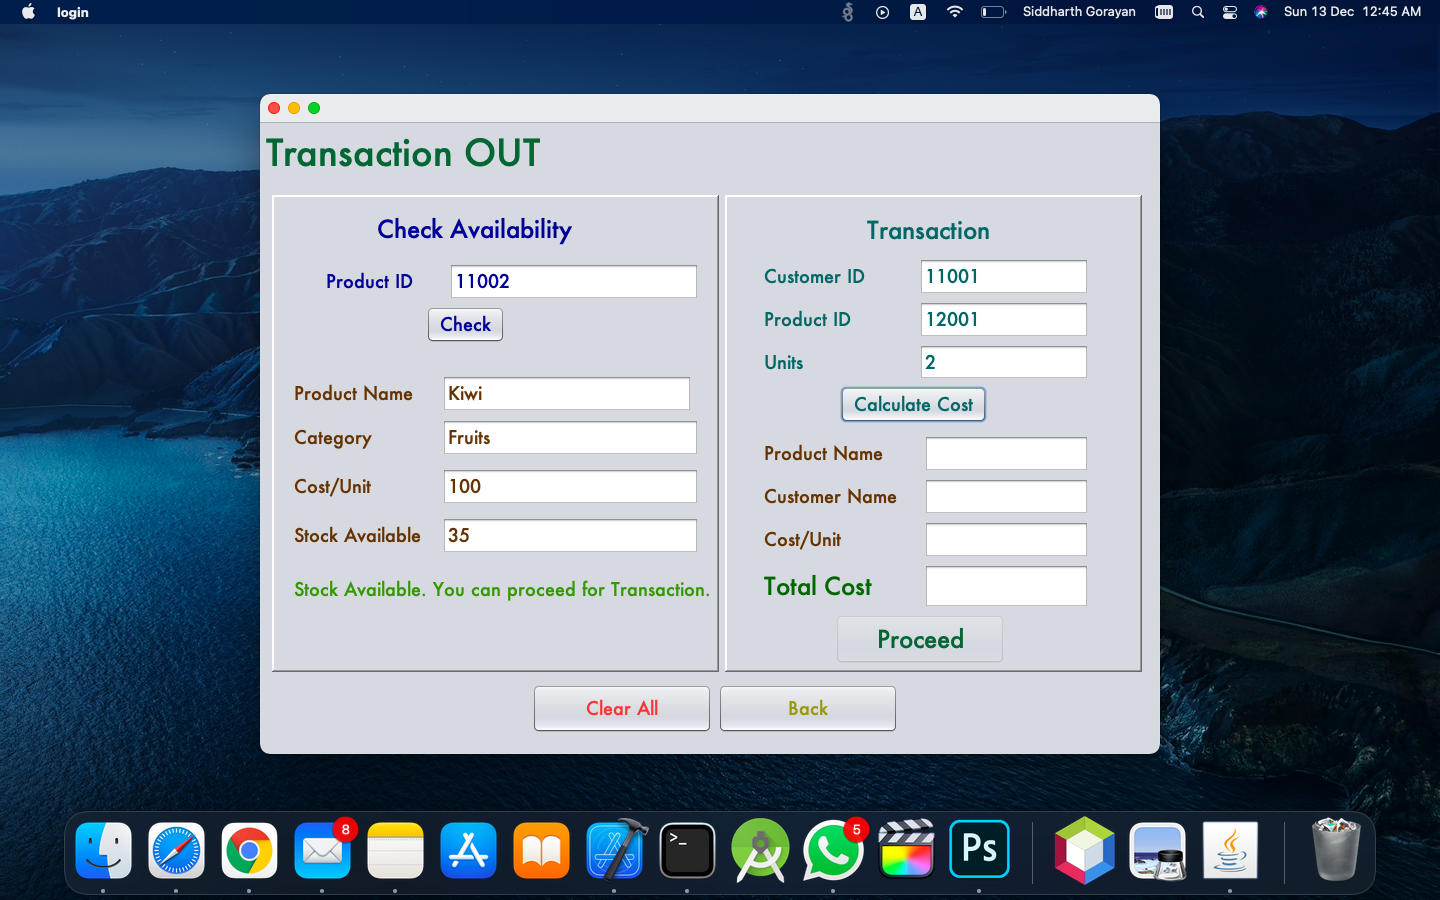 login
A
Siddharth Gorayan
Sun 13 Dec 12:45 AM
Transaction OUT
Check Availability
Product ID
11002
Check
Product Name
Kiwi
Category
Fruits
Cost/Unit
100
Stock Available
35
Stock Available. You can proceed for Transaction.
Transaction
Customer ID
11001
Product ID
12001
Units
2
Calculate Cost
Product Name
Customer Name
Cost/Unit
Total Cost
Proceed
Clear All
Back
8
>_
5
Ps